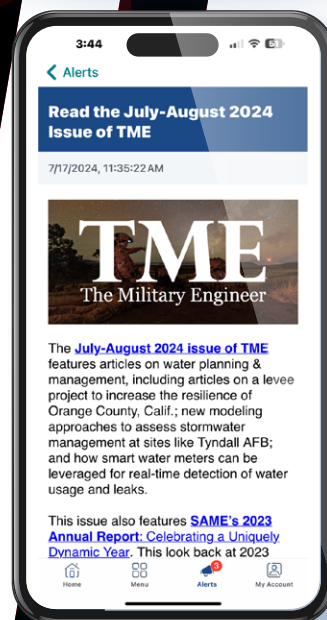 3:44
51
Alerts
Read the July-August 2024
Issue of TME
7/17/2024, 11:35:22 AM
TME
The Military Engineer
The July-August 2024 issue of TME
features articles on water planning &
management, including articles on a levee
project to increase the resilience of
Orange County, Calif.; new modeling
approaches to assess stormwater
management at sites like Tyndall AFB;
and how smart water meters can be
leveraged for real-time detection of water
usage and leaks.
This issue also features SAME's 2023
Annual Report: Celebrating a Uniquely
Dynamic Year. This look back at 2023
3
Home Menu Alerts My Account